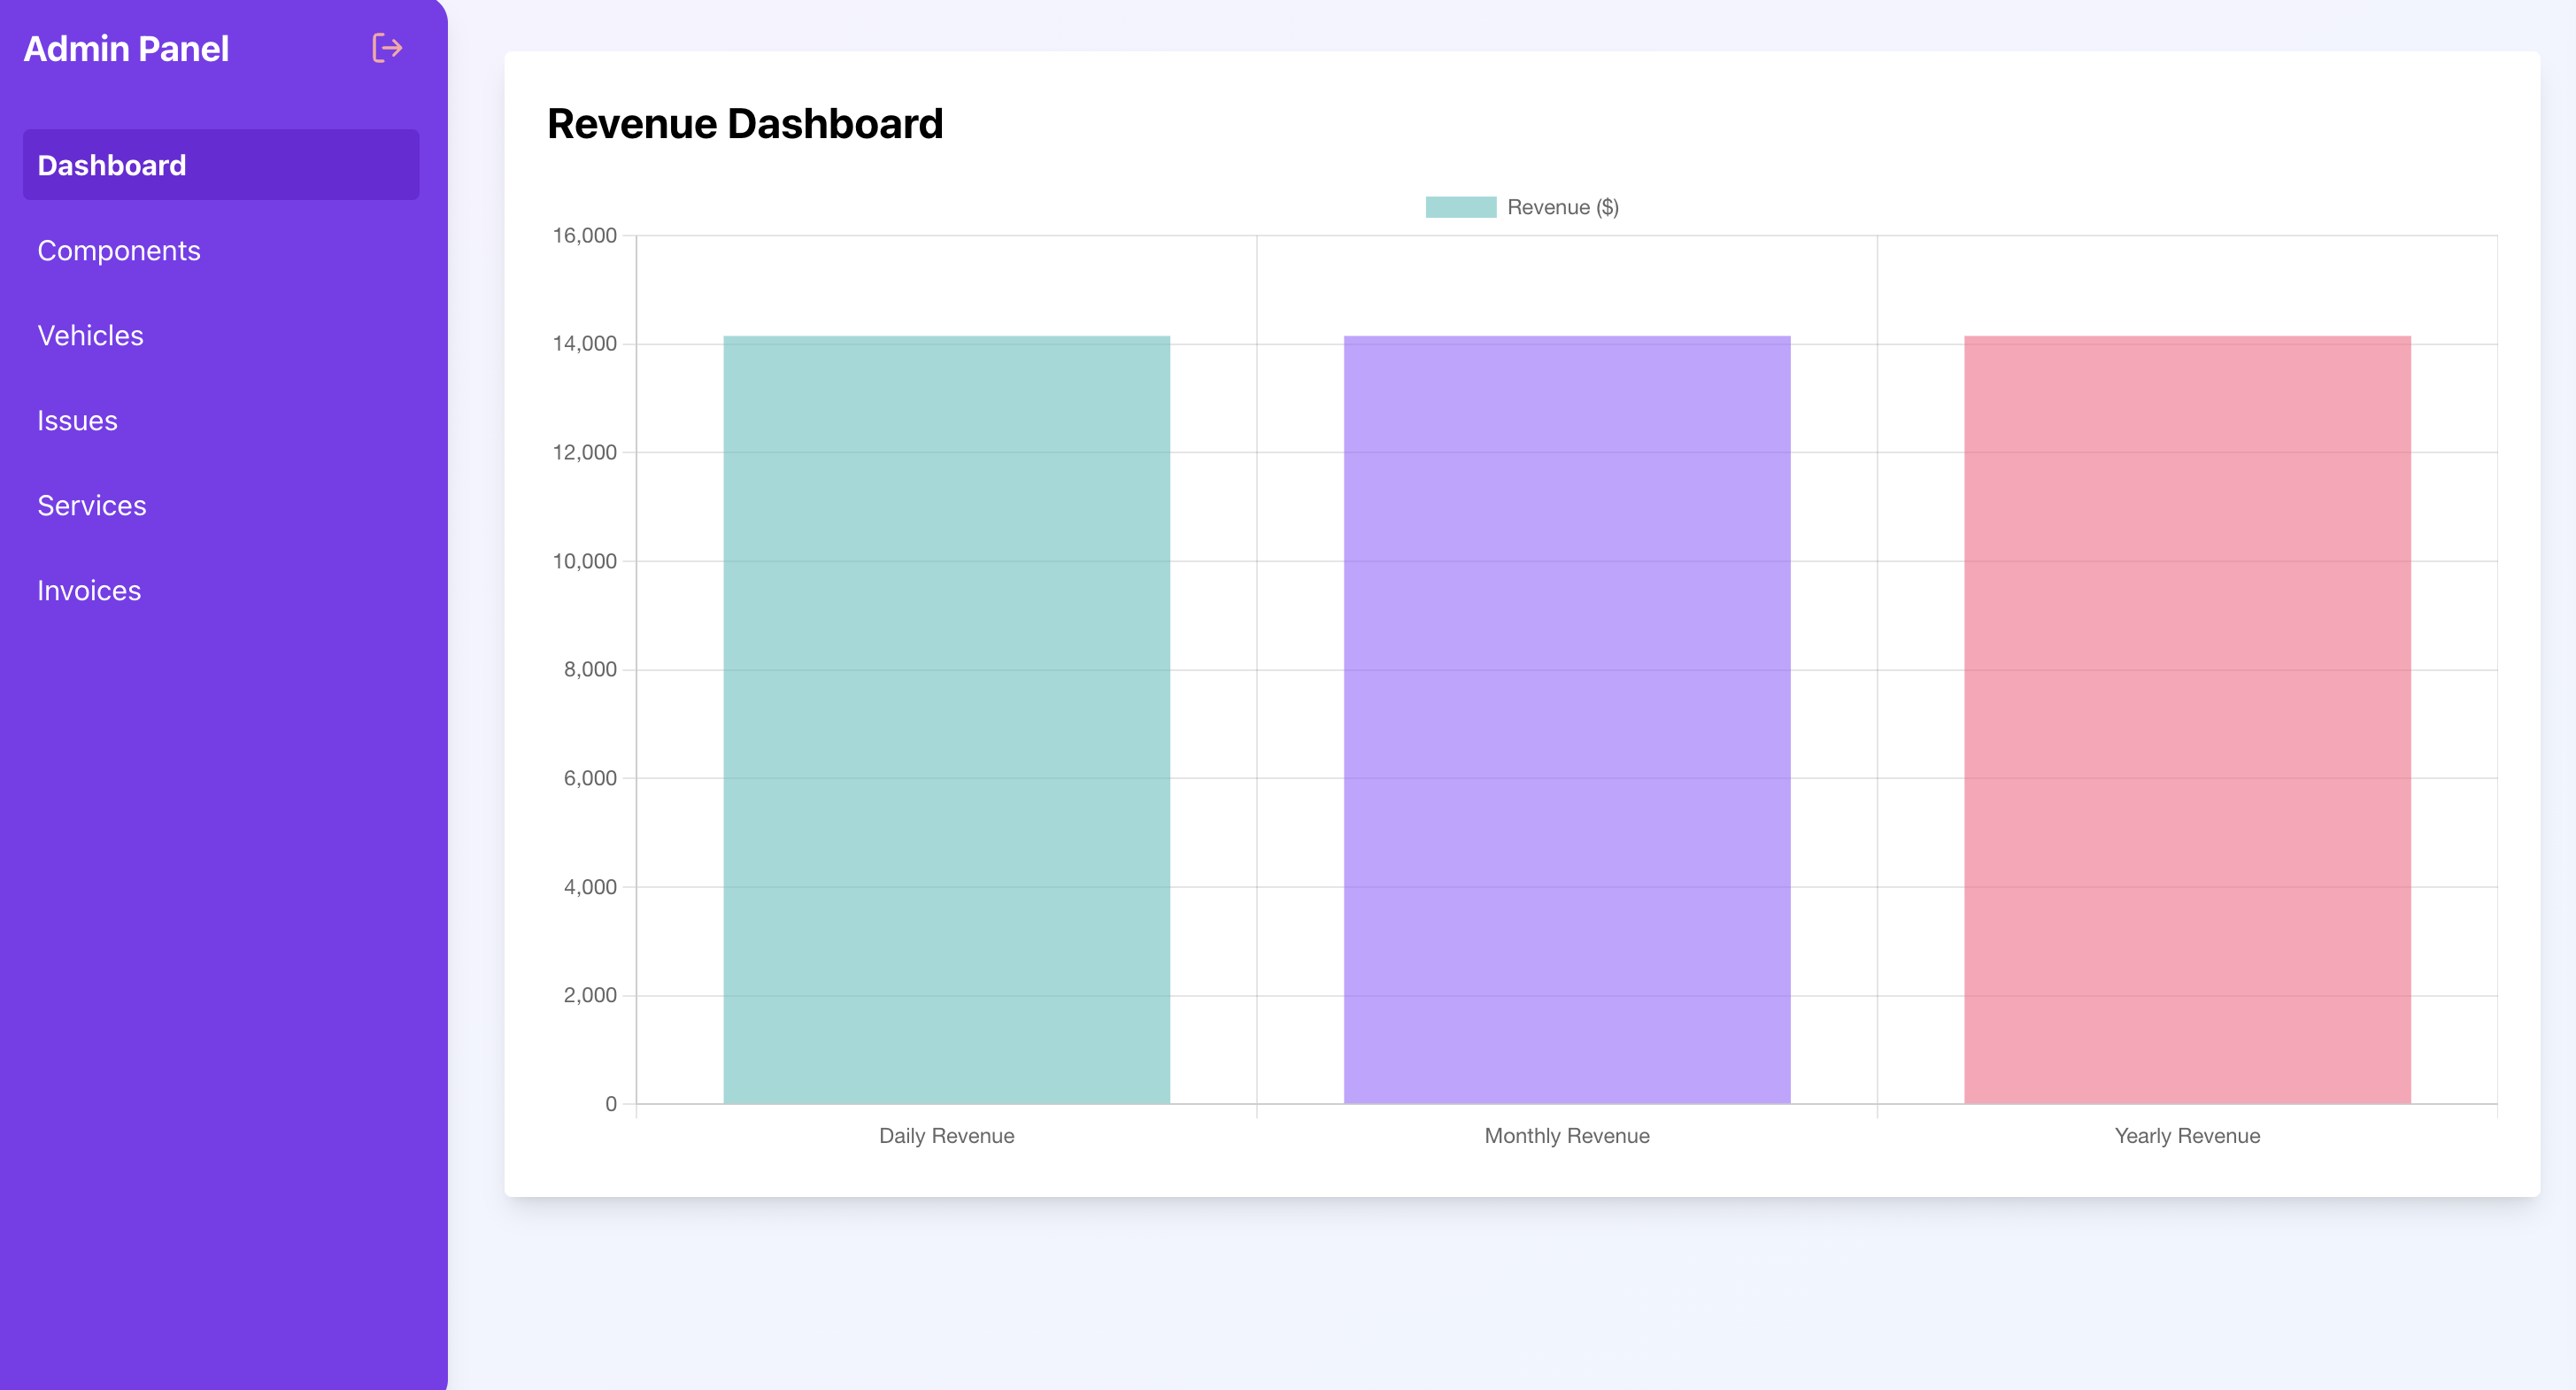 Admin Panel
Dashboard
Components
Vehicles
Issues
Services
Invoices
Revenue Dashboard
Revenue ($)
16,000
14,000
12,000
10,000
8,000
6,000
4,000
2,000
0
Daily Revenue
Monthly Revenue
Yearly Revenue